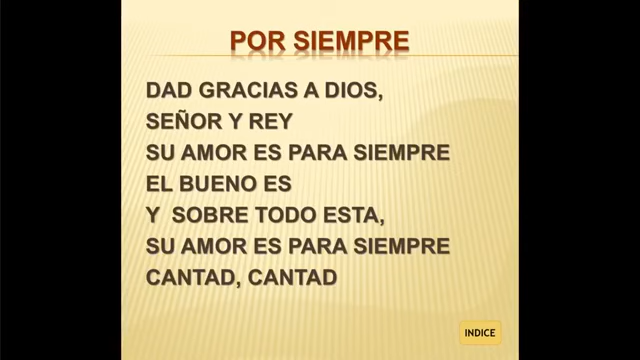 POR SIEMPRE
DAD GRACIAS A DIOS,
SEÑOR Y REY
SU AMOR ES PARA SIEMPRE
EL BUENO ES
Y  SOBRE TODO ESTA,
SU AMOR ES PARA SIEMPRE
CANTAD, CANTAD
INDICE